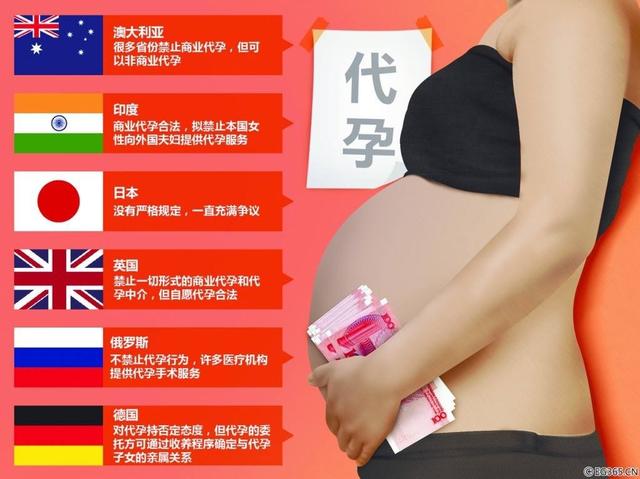 澳大利亚
很多省份禁止商业代孕，但可
以非商业代孕
印度
商业代孕合法，拟禁止本国女
性向外国夫妇提供代孕服务
日本
没有严格规定，一直充满争议
英国
禁止一切形式的商业代孕和代
孕中介，但自愿代孕合法
俄罗斯
不禁止代孕行为，许多医疗机构
提供代孕手术服务
德国
对代孕持否定态度，但代孕的委
托方可通过收养程序确定与代孕
子女的亲属关系
代
孕
100
©EG365.CN